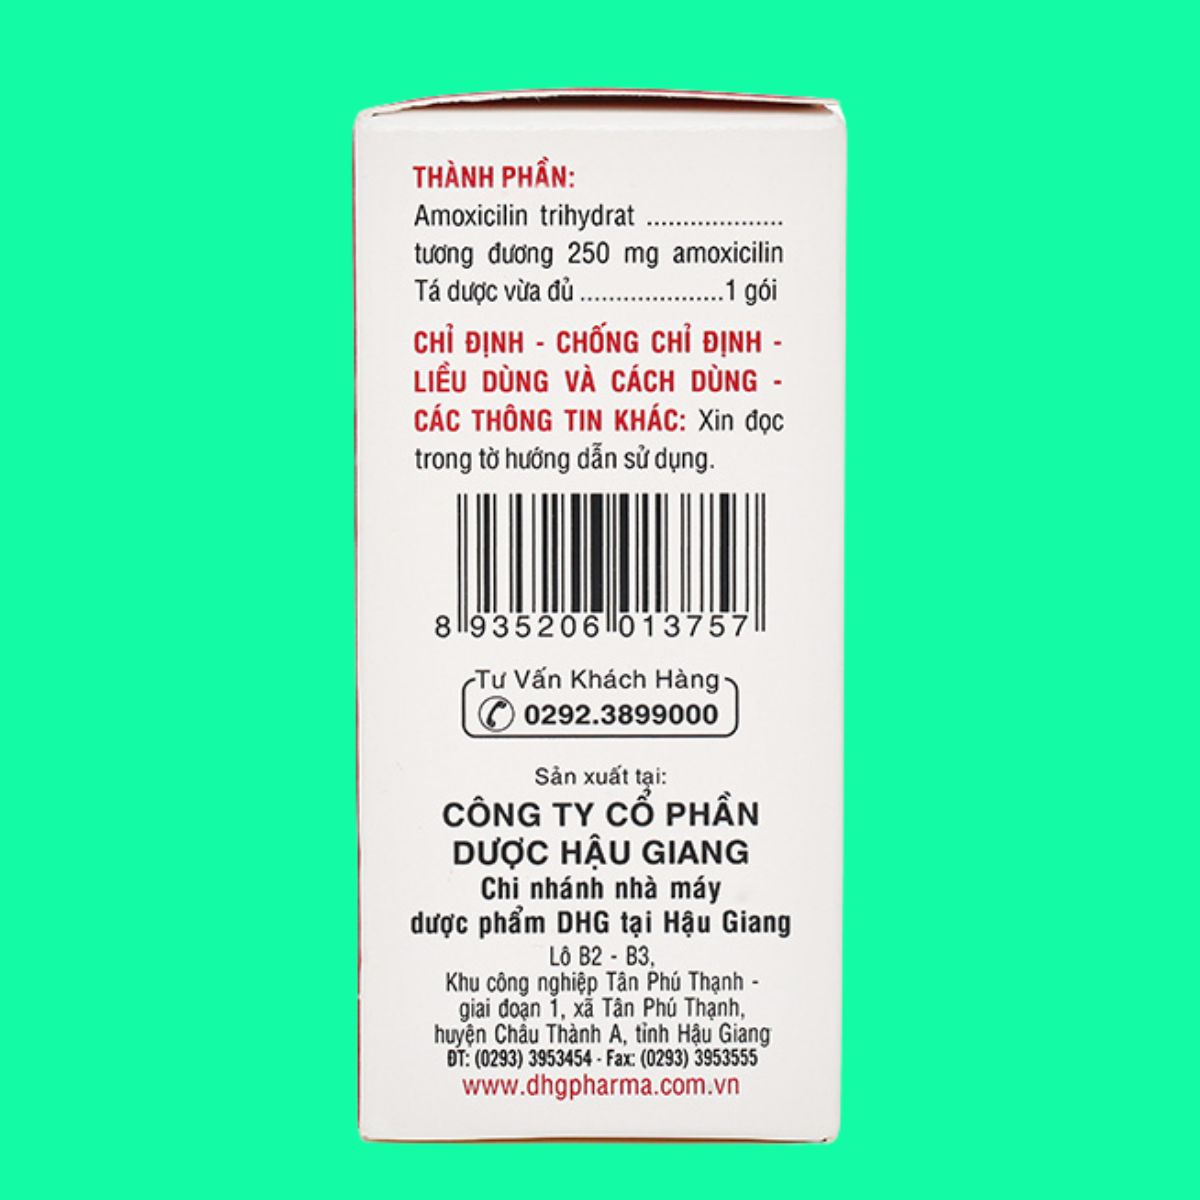 THÀNH PHẦN:
Amoxicilin trihydrat ...................
tương đương 250 mg amoxicilin
Tá dược vừa đủ ....................1 gói
CHỈ ĐỊNH - CHỐNG CHỈ ĐỊNH -
LIỀU DÙNG VÀ CÁCH DÙNG -
CÁC THÔNG TIN KHÁC: Xin đọc
trong tờ hướng dẫn sử dụng.
8 935206 013757
Tư Vấn Khách Hàng
0292.3899000
Sản xuất tại:
CÔNG TY CỔ PHẦN
DƯỢC HẬU GIANG
Chi nhánh nhà máy
dược phẩm DHG tại Hậu Giang
Lô B2 - B3,
Khu công nghiệp Tân Phú Thạnh -
giai đoạn 1, xã Tân Phú Thạnh,
huyện Châu Thành A, tỉnh Hậu Giang
ĐT: (0293) 3953454 - Fax: (0293) 3953555
www.dhgpharma.com.vn